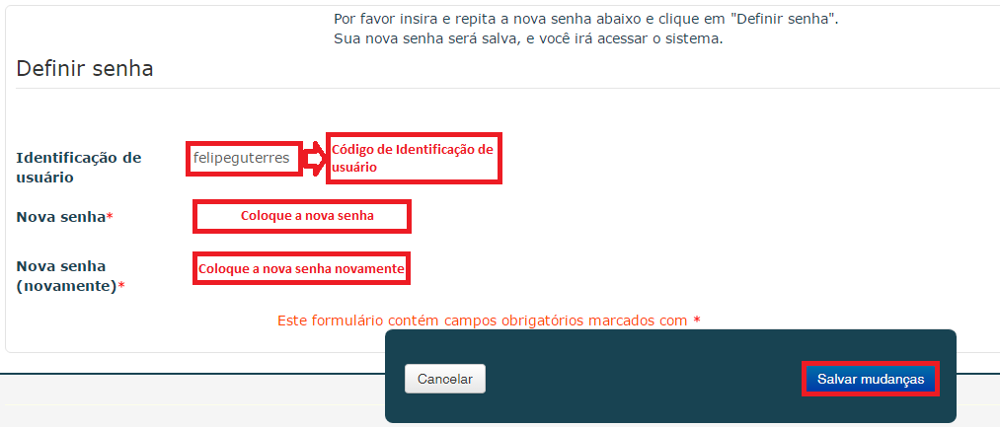 Por favor insira e repita a nova senha abaixo e clique em "Definir senha".
Sua nova senha será salva, e você irá acessar o sistema.
Definir senha
Identificação de
usuário
felipeguterres
Código de Identificação de
usuário
Nova senha*
Coloque a nova senha
Nova senha
(novamente)*
Coloque a nova senha novamente
Este formulário contém campos obrigatórios marcados com *
Cancelar
Salvar mudanças